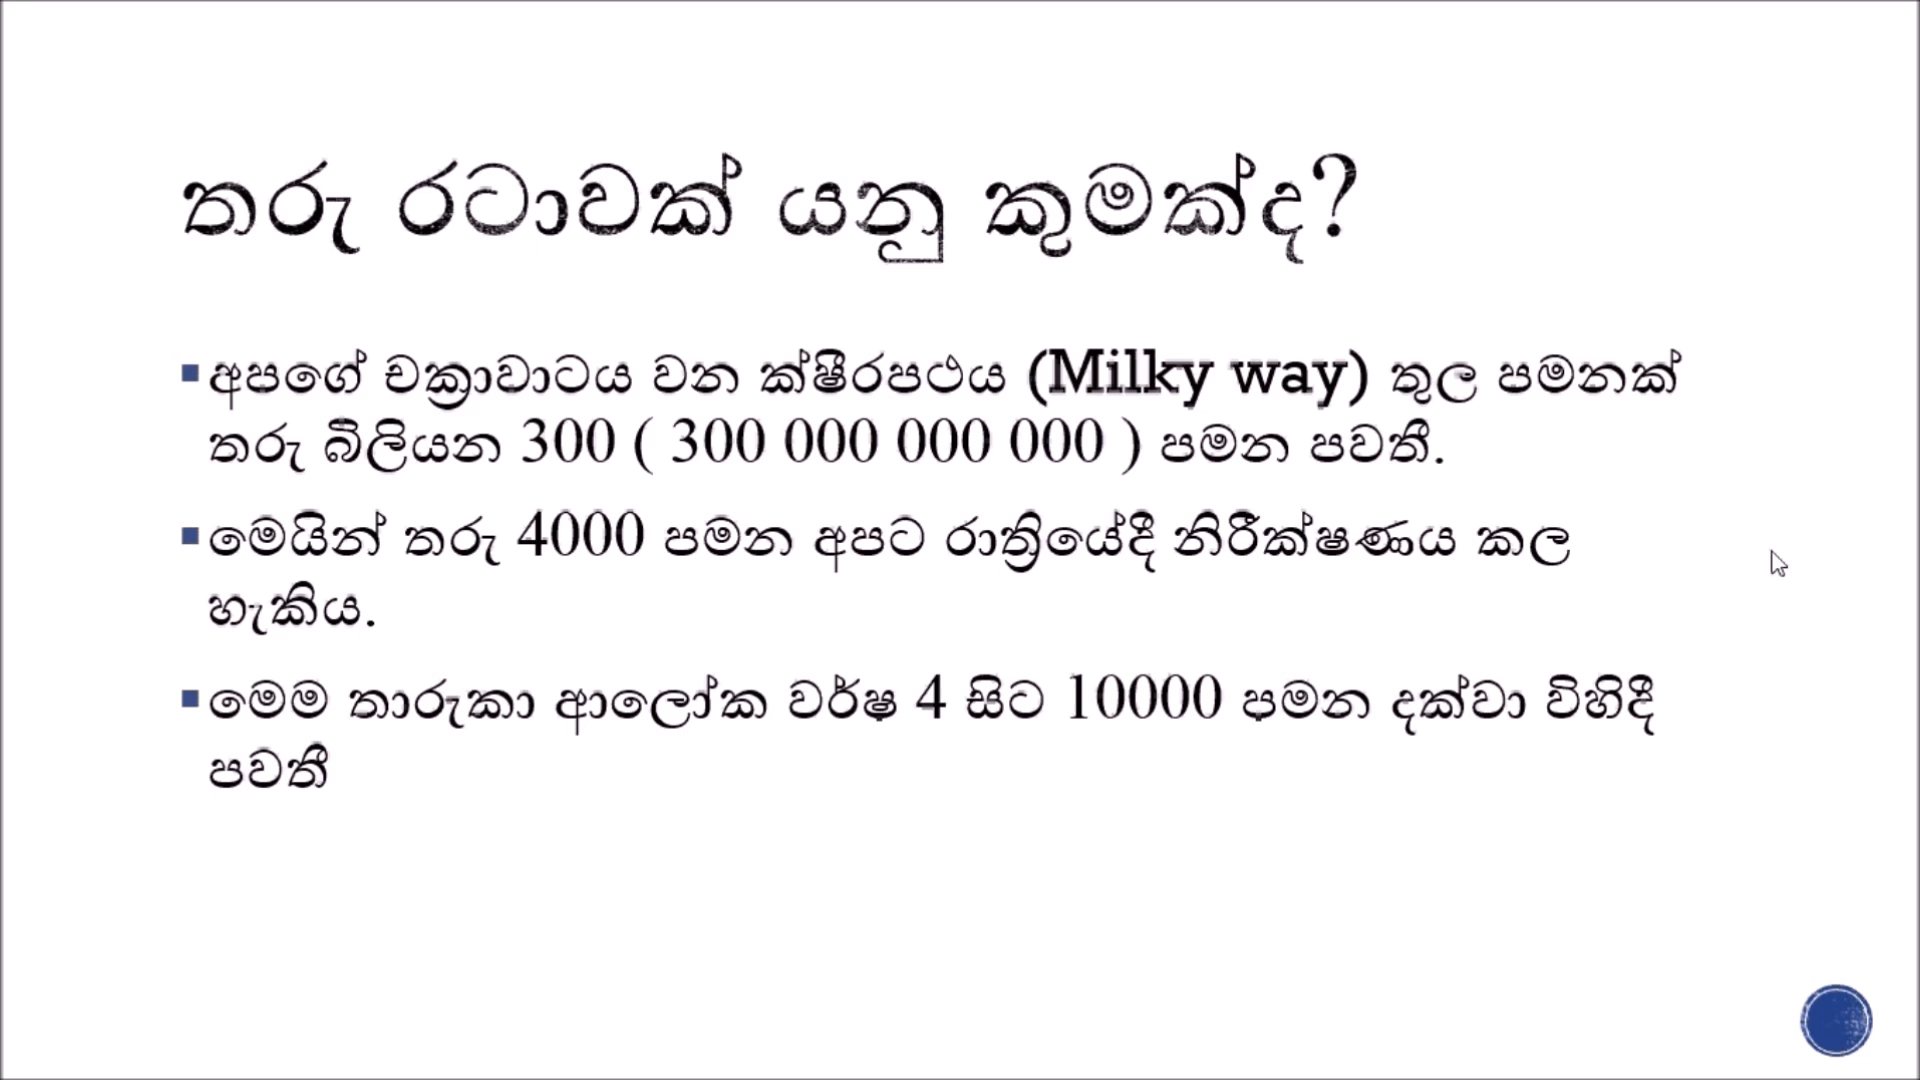 තරු රටාවක් යනු කුමක්ද?
අපගේ චක්‍රාවාටය වන ක්ෂීරපථය (Milky way) තුල පමනක්
තරු බිලියන 300 ( 300 000 000 000 ) පමන පවතී.
මෙයින් තරු 4000 පමන අපට රාත්‍රියේදී නිරීක්ෂණය කල
හැකිය.
මෙම තාරුකා ආලෝක වර්ෂ 4 සිට 10000 පමන දක්වා විහිදී
පවතී